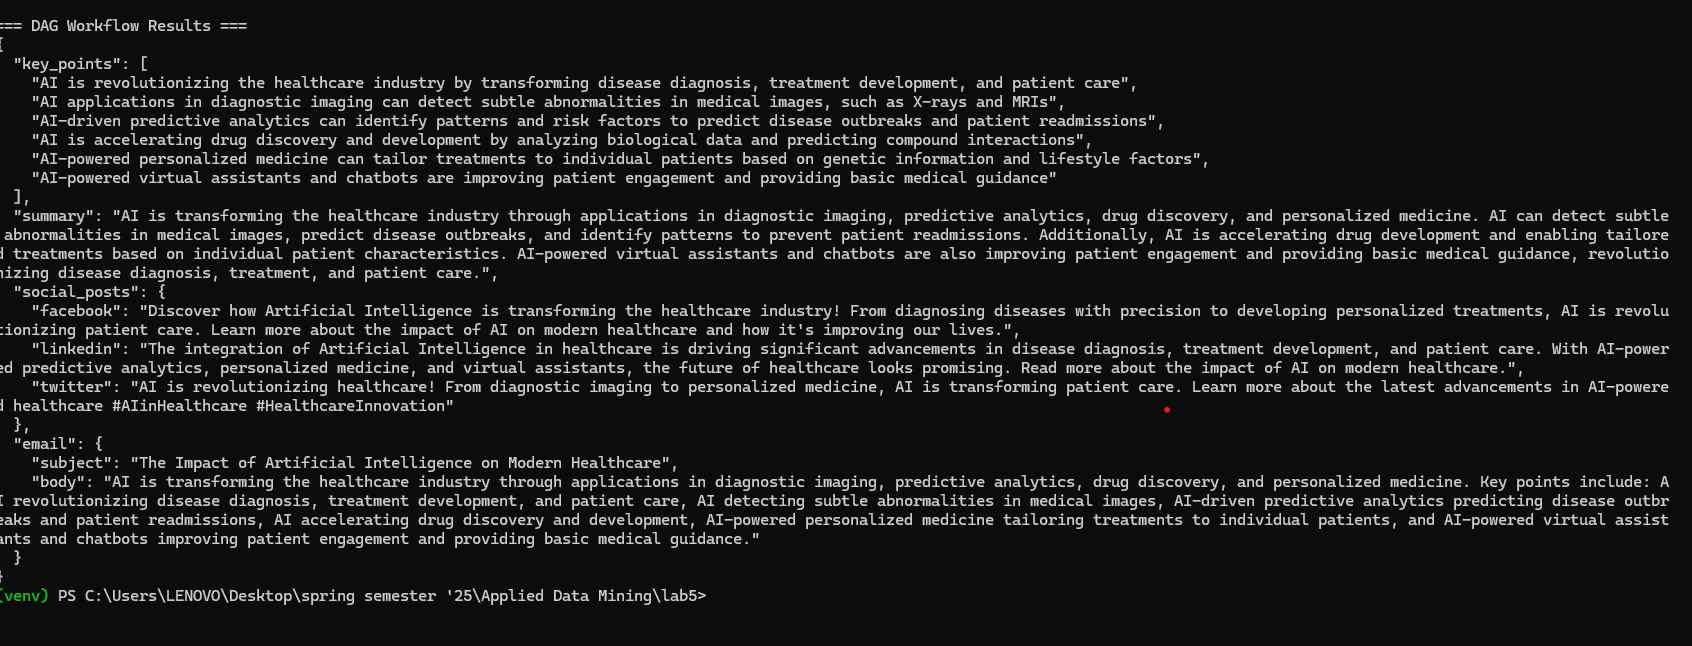 === DAG Workflow Results ===
{
"key_points": [
"AI is revolutionizing the healthcare industry by transforming disease diagnosis, treatment development, and patient care",
"AI applications in diagnostic imaging can detect subtle abnormalities in medical images, such as X-rays and MRIs",
"AI-driven predictive analytics can identify patterns and risk factors to predict disease outbreaks and patient readmissions",
"AI is accelerating drug discovery and development by analyzing biological data and predicting compound interactions",
"AI-powered personalized medicine can tailor treatments to individual patients based on genetic information and lifestyle factors",
"AI-powered virtual assistants and chatbots are improving patient engagement and providing basic medical guidance"
],
"summary": "AI is transforming the healthcare industry through applications in diagnostic imaging, predictive analytics, drug discovery, and personalized medicine. AI can detect subtle
abnormalities in medical images, predict disease outbreaks, and identify patterns to prevent patient readmissions. Additionally, AI is accelerating drug development and enabling tailore
d treatments based on individual patient characteristics. AI-powered virtual assistants and chatbots are also improving patient engagement and providing basic medical guidance, revolutio
nizing disease diagnosis, treatment, and patient care.",
"social_posts": {
"facebook": "Discover how Artificial Intelligence is transforming the healthcare industry! From diagnosing diseases with precision to developing personalized treatments, AI is revolu
tionizing patient care. Learn more about the impact of AI on modern healthcare and how it's improving our lives.",
"linkedin": "The integration of Artificial Intelligence in healthcare is driving significant advancements in disease diagnosis, treatment development, and patient care. With AI-power
ed predictive analytics, personalized medicine, and virtual assistants, the future of healthcare looks promising. Read more about the impact of AI on modern healthcare.",
"twitter": "AI is revolutionizing healthcare! From diagnostic imaging to personalized medicine, AI is transforming patient care. Learn more about the latest advancements in AI-powere
d healthcare #AIinHealthcare #HealthcareInnovation"
},
"email": {
"subject": "The Impact of Artificial Intelligence on Modern Healthcare",
"body": "AI is transforming the healthcare industry through applications in diagnostic imaging, predictive analytics, drug discovery, and personalized medicine. Key points include: A
I revolutionizing disease diagnosis, treatment development, and patient care, AI detecting subtle abnormalities in medical images, AI-driven predictive analytics predicting disease outbr
eaks and patient readmissions, AI accelerating drug discovery and development, AI-powered personalized medicine tailoring treatments to individual patients, and AI-powered virtual assist
ants and chatbots improving patient engagement and providing basic medical guidance."
}
}
(venv) PS C:\Users\LENOVO\Desktop\spring semester '25\Applied Data Mining\lab5>